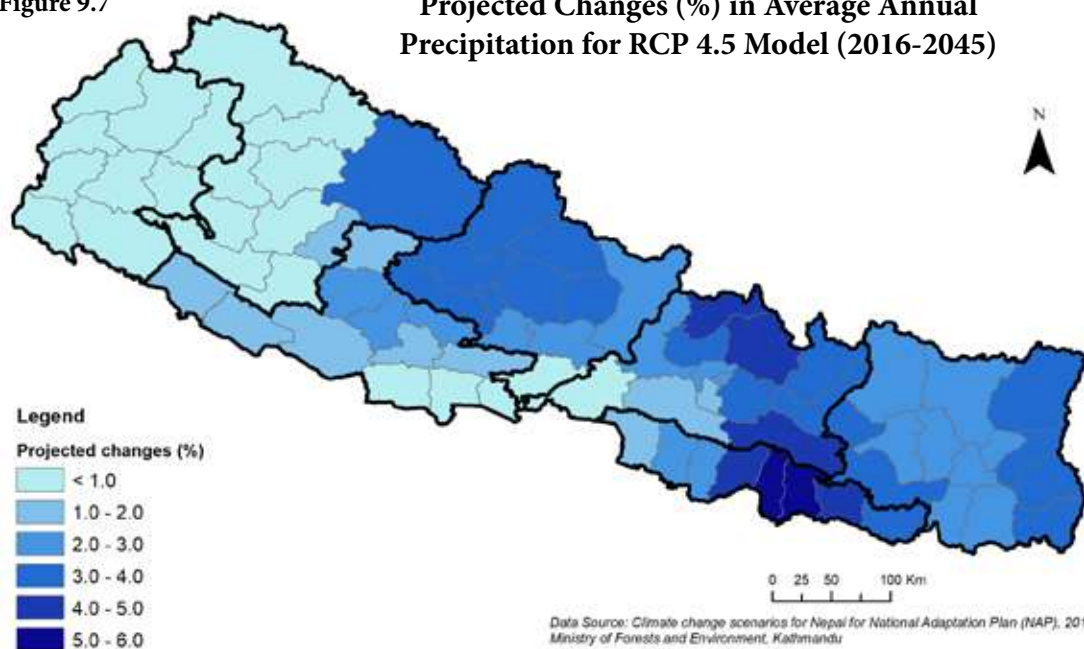 Figure 9.7
Projected Changes (%) in Average Annual
Precipitation for RCP 4.5 Model (2016-2045)
N
Legend
Projected changes (%)
< 1.0
1.0 - 2.0
2.0 - 3.0
3.0 - 4.0
4.0 - 5.0
5.0 - 6.0
0 25 50 100 Km
Data Source: Climate change scenarios for Nepal for National Adaptation Plan (NAP),
Ministry of Forests and Environment, Kathmandu